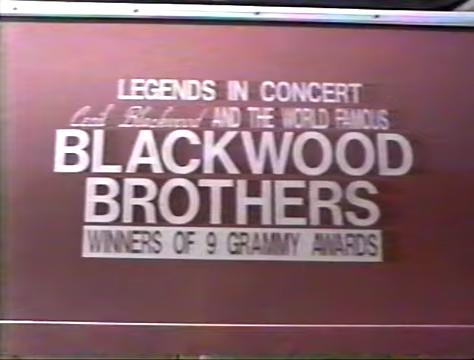 LEGENDS IN CONCERT
Cecil Blackwood AND THE WORLD FAMOUS
BLACKWOOD
BROTHERS
WINNERS OF 9 GRAMMY AWARDS